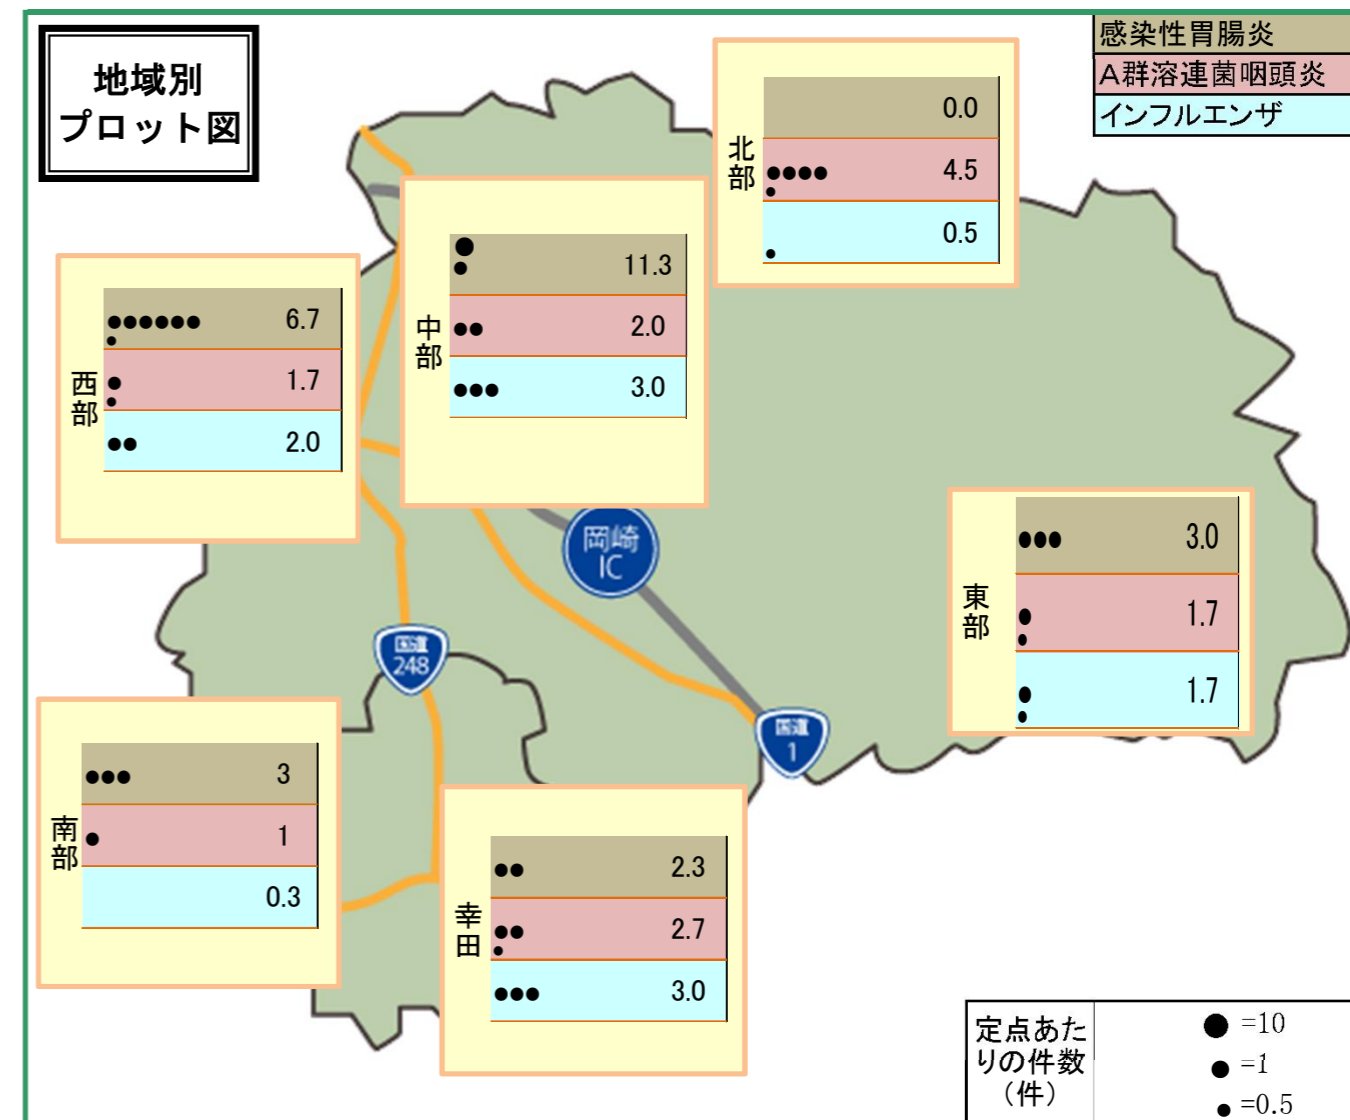 地域別
プロット図
感染性胃腸炎
A群溶連菌咽頭炎
インフルエンザ
北部
0.0
4.5
0.5
中部
11.3
2.0
3.0
西部
6.7
1.7
2.0
岡崎
IC
東部
3.0
1.7
1.7
国道
248
国道
1
南部
3
1
0.3
幸田
2.3
2.7
3.0
定点あた
りの件数
（件）
●=10
●=1
●=0.5